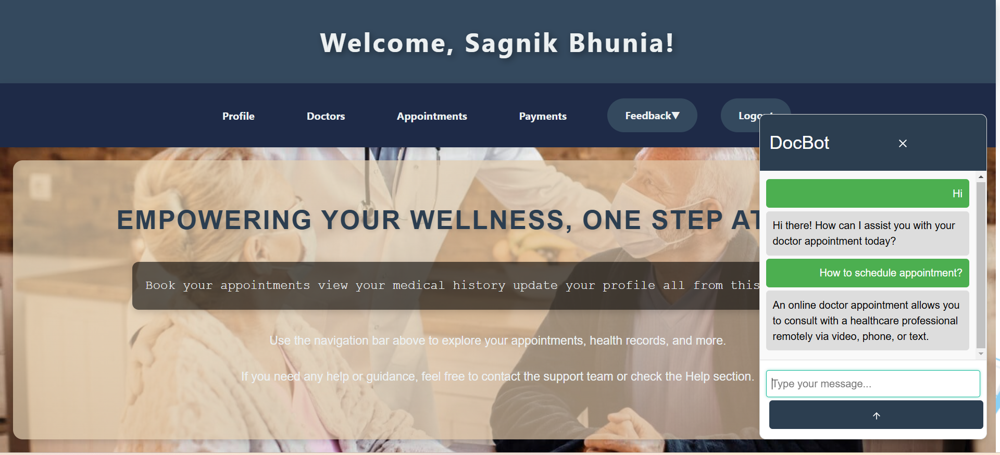 Welcome, Sagnik Bhunia!
Profile
Doctors
Appointments
Payments
Feedback▼
EMPOWERING YOUR WELLNESS, ONE STEP
Book your appointments view your medical history update your profile all from this
Use the navigation bar above to explore your appointments, health records, and more.
If you need any help or guidance, feel free to contact the support team or check the Help section.
DocBot
Hi
Hi there! How can I assist you with your
doctor appointment today?
How to schedule appointment?
An online doctor appointment allows you
to consult with a healthcare professional
remotely via video, phone, or text.
Type your message...